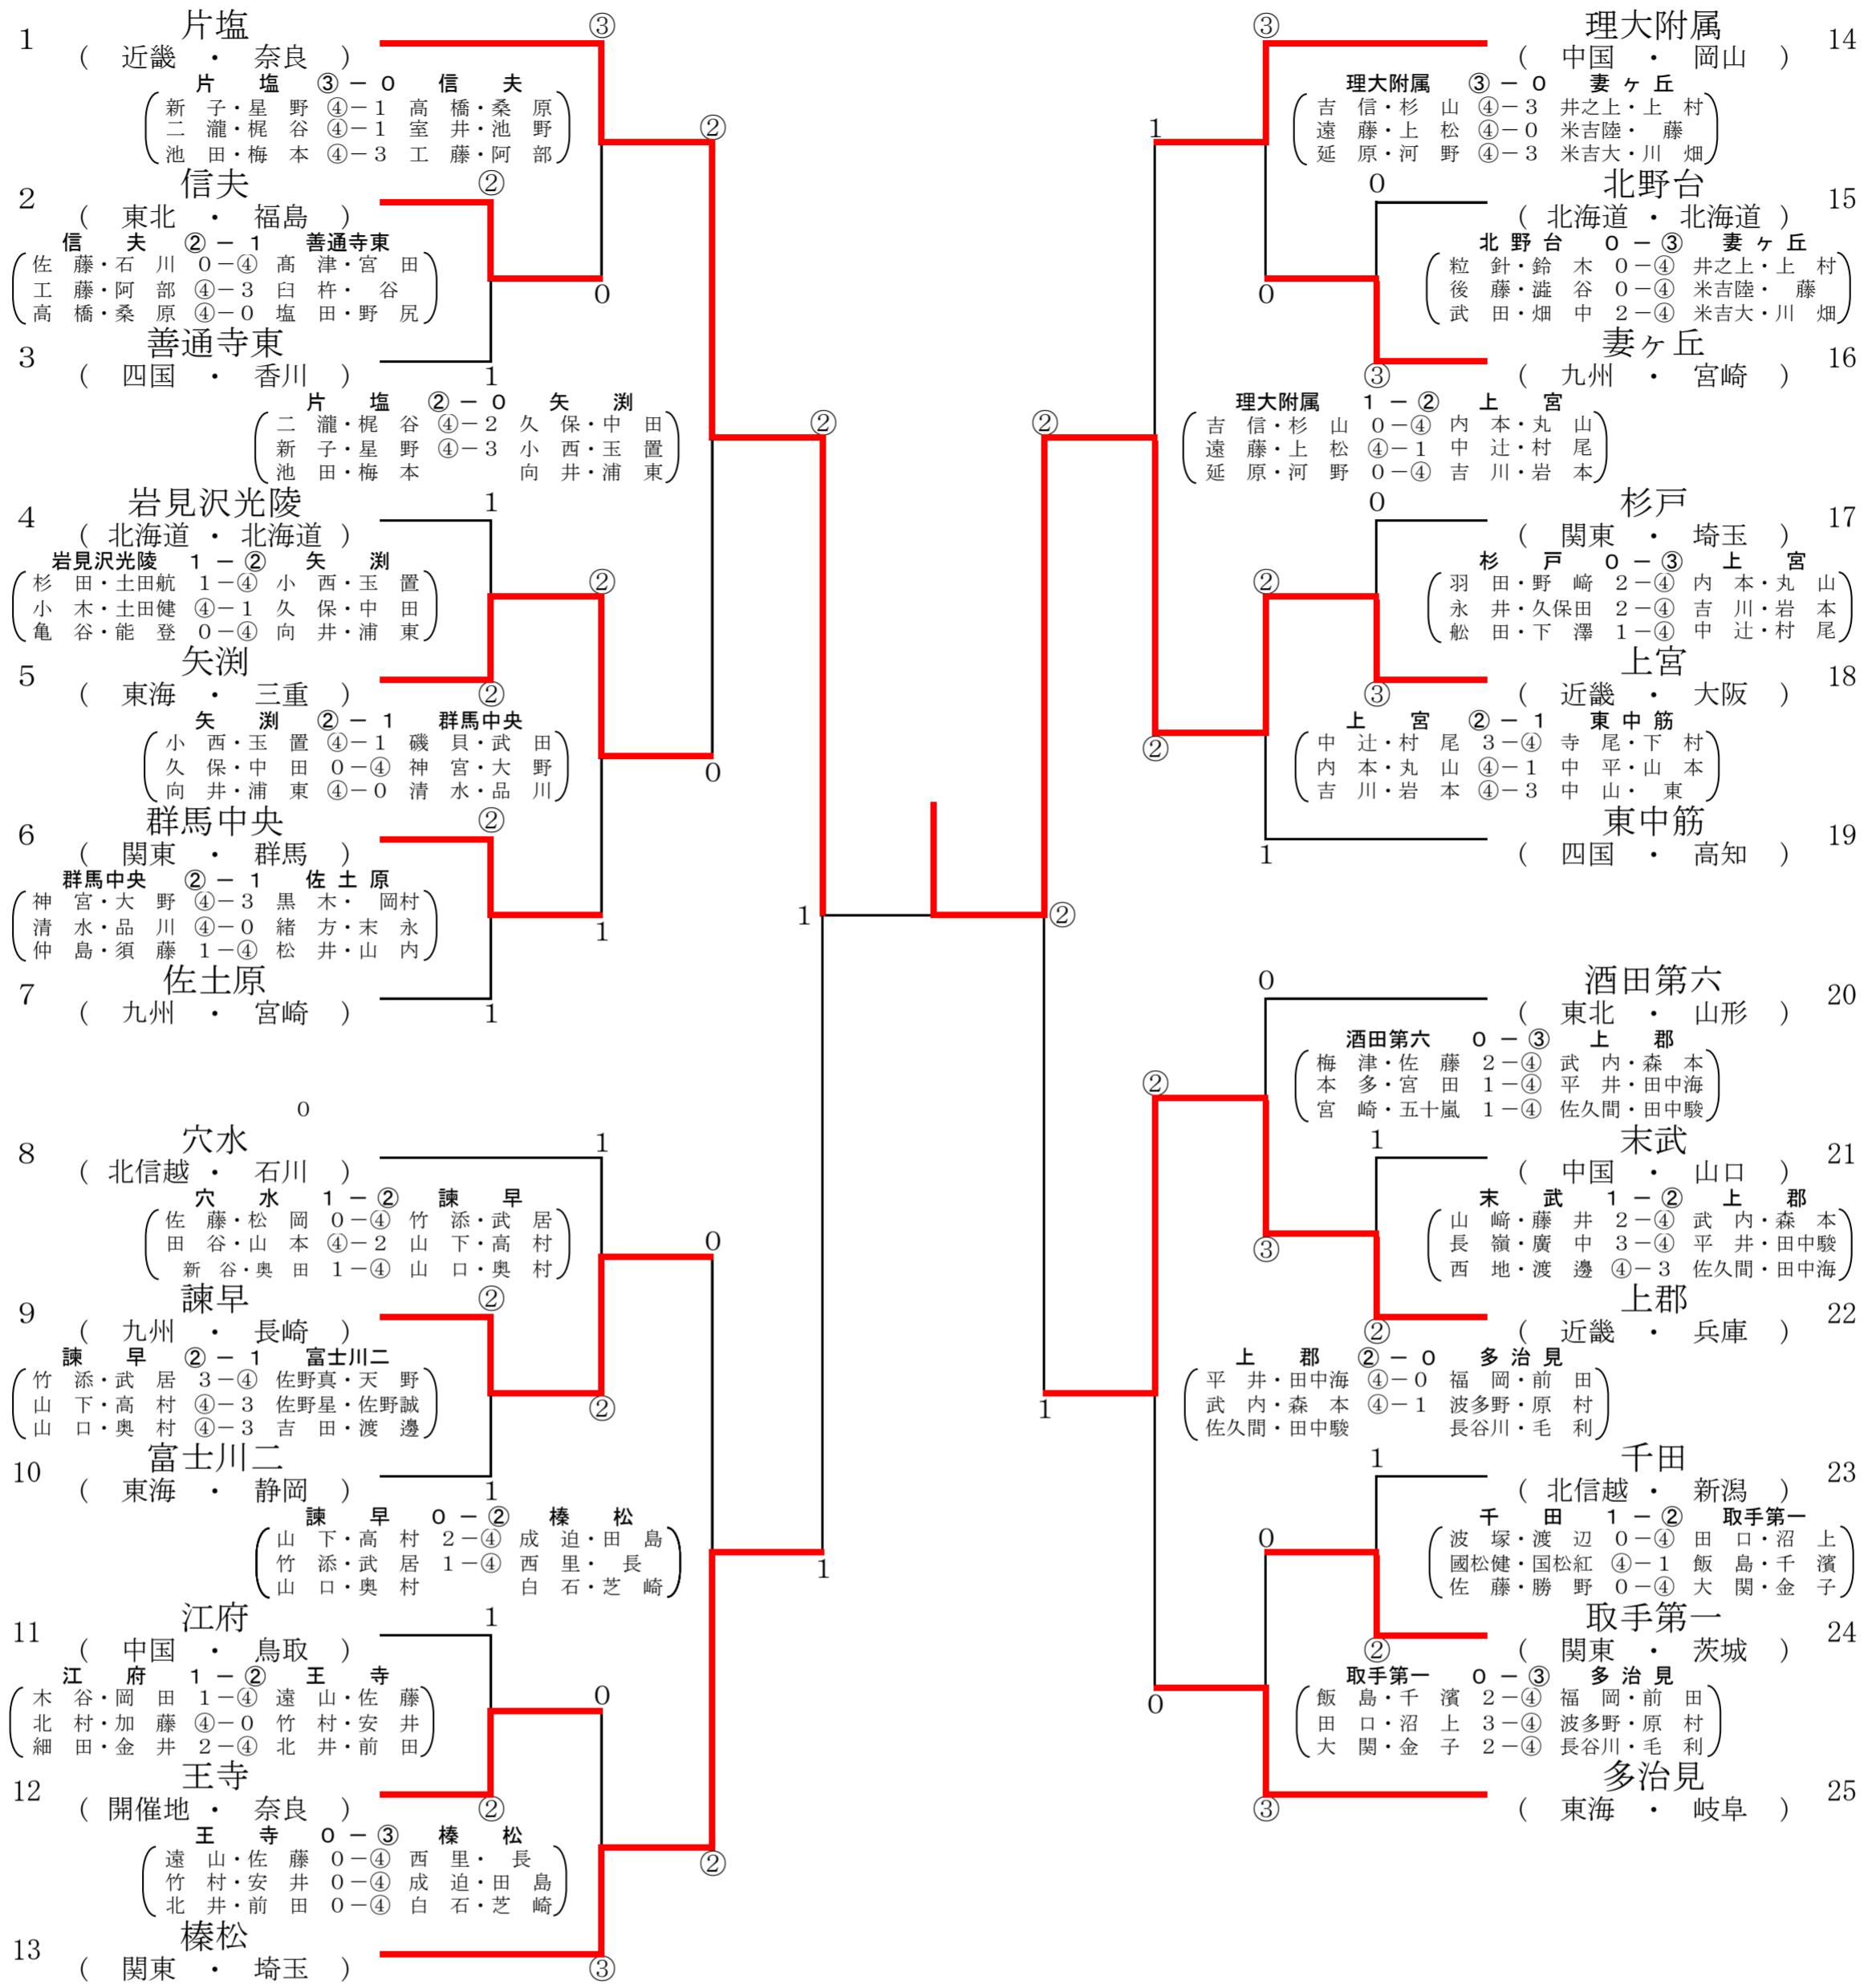 1 片塩
( 近畿 ・ 奈良 )
③
片 塩 ③ － 0 信 夫
新 子・星 野 ④－1 高 橋・桑 原
二 瀧・梶 谷 ④－1 室 井・池 野
池 田・梅 本 ④－3 工 藤・阿 部
②
2 信夫
( 東北 ・ 福島 )
②
信 夫 ② － 1 善通寺東
佐 藤・石 川 0－④ 髙 津・宮 田
工 藤・阿 部 ④－3 臼 杵・ 谷
高 橋・桑 原 ④－0 塩 田・野 尻
0
3 善通寺東
( 四国 ・ 香川 )
1
片 塩 ② － 0 矢 渕
二 瀧・梶 谷 ④－2 久 保・中 田
新 子・星 野 ④－3 小 西・玉 置
池 田・梅 本 向 井・浦 東
②
4 岩見沢光陵
( 北海道 ・ 北海道 )
1
岩見沢光陵 1 － ② 矢 渕
杉 田・土田航 1－④ 小 西・玉 置
小 木・土田健 ④－1 久 保・中 田
亀 谷・能 登 0－④ 向 井・浦 東
②
5 矢渕
( 東海 ・ 三重 )
②
矢 渕 ② － 1 群馬中央
小 西・玉 置 ④－1 磯 貝・武 田
久 保・中 田 0－④ 神 宮・大 野
向 井・浦 東 ④－0 清 水・品 川
0
6 群馬中央
( 関東 ・ 群馬 )
②
群馬中央 ② － 1 佐 土 原
神 宮・大 野 ④－3 黒 木・ 岡村
清 水・品 川 ④－0 緒 方・末 永
仲 島・須 藤 1－④ 松 井・山 内
1
1
7 佐土原
( 九州 ・ 宮崎 )
1
0
8 穴水
( 北信越 ・ 石川 )
1
穴 水 1 － ② 諫 早
佐 藤・松 岡 0－④ 竹 添・武 居
田 谷・山 本 ④－2 山 下・高 村
新 谷・奥 田 1－④ 山 口・奥 村
0
9 諫早
( 九州 ・ 長崎 )
②
諫 早 ② － 1 富士川二
竹 添・武 居 3－④ 佐野真・天 野
山 下・高 村 ④－3 佐野星・佐野誠
山 口・奥 村 ④－3 吉 田・渡 邊
②
10 富士川二
( 東海 ・ 静岡 )
1
諫 早 0 － ② 榛 松
山 下・高 村 2－④ 成 迫・田 島
竹 添・武 居 1－④ 西 里・ 長
山 口・奥 村 白 石・芝 崎
1
11 江府
( 中国 ・ 鳥取 )
1
江 府 1 － ② 王 寺
木 谷・岡 田 1－④ 遠 山・佐 藤
北 村・加 藤 ④－0 竹 村・安 井
細 田・金 井 2－④ 北 井・前 田
0
12 王寺
( 開催地 ・ 奈良 )
②
王 寺 0 － ③ 榛 松
遠 山・佐 藤 0－④ 西 里・ 長
竹 村・安 井 0－④ 成 迫・田 島
北 井・前 田 0－④ 白 石・芝 崎
②
13 榛松
( 関東 ・ 埼玉 )
③
③
理大附属 14
( 中国 ・ 岡山 )
理大附属 ③ － 0 妻 ヶ 丘
吉 信・杉 山 ④－3 井之上・上 村
遠 藤・上 松 ④－0 米吉陸・ 藤
延 原・河 野 ④－3 米吉大・川 畑
1
0
北野台 15
( 北海道 ・ 北海道 )
北 野 台 0 － ③ 妻 ヶ 丘
粒 針・鈴 木 0－④ 井之上・上 村
後 藤・澁 谷 0－④ 米吉陸・ 藤
武 田・畑 中 2－④ 米吉大・川 畑
0
妻ヶ丘 16
( 九州 ・ 宮崎 )
③
理大附属 1 － ② 上 宮
吉 信・杉 山 0－④ 内 本・丸 山
遠 藤・上 松 ④－1 中 辻・村 尾
延 原・河 野 0－④ 吉 川・岩 本
②
0
杉戸 17
( 関東 ・ 埼玉 )
杉 戸 0 － ③ 上 宮
羽 田・野 﨑 2－④ 内 本・丸 山
永 井・久保田 2－④ 吉 川・岩 本
舩 田・下 澤 1－④ 中 辻・村 尾
②
上宮 18
( 近畿 ・ 大阪 )
③
上 宮 ② － 1 東 中 筋
中 辻・村 尾 3－④ 寺 尾・下 村
内 本・丸 山 ④－1 中 平・山 本
吉 川・岩 本 ④－3 中 山・ 東
②
東中筋 19
( 四国 ・ 高知 )
1
②
0
酒田第六 20
( 東北 ・ 山形 )
酒田第六 0 － ③ 上 郡
梅 津・佐 藤 2－④ 武 内・森 本
本 多・宮 田 1－④ 平 井・田中海
宮 崎・五十嵐 1－④ 佐久間・田中駿
②
1
末武 21
( 中国 ・ 山口 )
末 武 1 － ② 上 郡
山 﨑・藤 井 2－④ 武 内・森 本
長 嶺・廣 中 3－④ 平 井・田中駿
西 地・渡 邊 ④－3 佐久間・田中海
③
上郡 22
( 近畿 ・ 兵庫 )
②
上 郡 ② － 0 多 治 見
平 井・田中海 ④－0 福 岡・前 田
武 内・森 本 ④－1 波多野・原 村
佐久間・田中駿 長谷川・毛 利
1
1
千田 23
( 北信越 ・ 新潟 )
千 田 1 － ② 取手第一
波 塚・渡 辺 0－④ 田 口・沼 上
國松健・国松紅 ④－1 飯 島・千 濱
佐 藤・勝 野 0－④ 大 関・金 子
0
取手第一 24
( 関東 ・ 茨城 )
②
取手第一 0 － ③ 多 治 見
飯 島・千 濱 2－④ 福 岡・前 田
田 口・沼 上 3－④ 波多野・原 村
大 関・金 子 2－④ 長谷川・毛 利
0
多治見 25
( 東海 ・ 岐阜 )
③